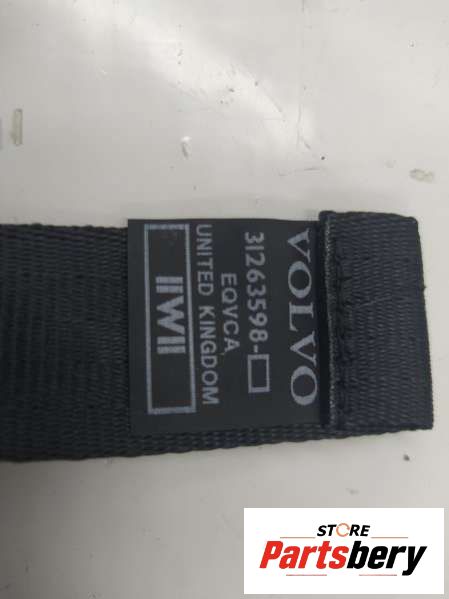 VOLVO
31263598-□
EQVCA
UNITED KINGDOM
IIWII
STORE
Partsbery